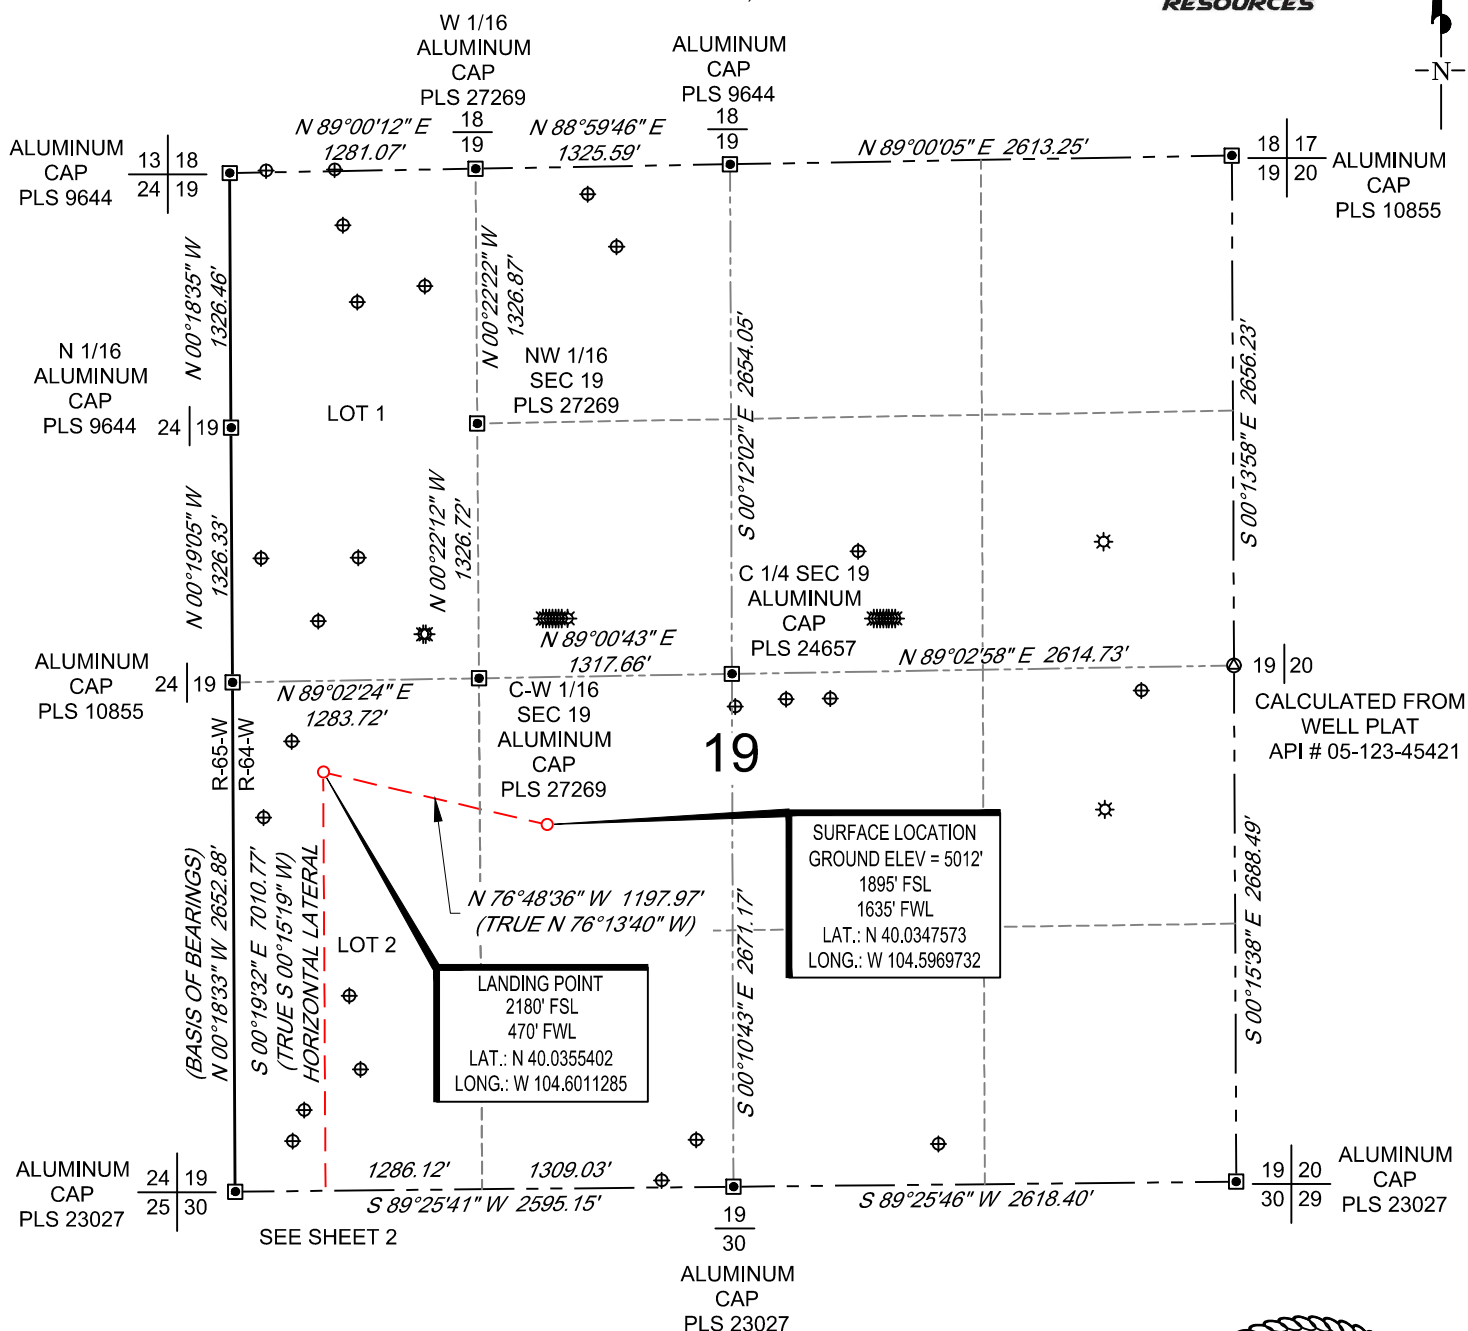 RESOURCES
-N-
W 1/16
ALUMINUM
CAP
PLS 27269
18
19
ALUMINUM
CAP
PLS 9644
18
19
N 89°00'12" E
1281.07'
N 88°59'46" E
1325.59'
N 89°00'05" E 2613.25'
ALUMINUM
CAP
PLS 9644
13 18
24 19
18 17
19 20
ALUMINUM
CAP
PLS 10855
N 00°18'35" W
1326.46'
N 00°22'22" W
1326.87'
S 00°12'02" E 2654.05'
S 00°13'58" E 2656.23'
N 1/16
ALUMINUM
CAP
PLS 9644
24 19
LOT 1
NW 1/16
SEC 19
PLS 27269
N 00°19'05" W
1326.33'
N 00°22'12" W
1326.72'
C 1/4 SEC 19
ALUMINUM
CAP
PLS 24657
N 89°00'43" E
1317.66'
N 89°02'58" E 2614.73'
ALUMINUM
CAP
PLS 10855
24 19
N 89°02'24" E
1283.72'
C-W 1/16
SEC 19
ALUMINUM
CAP
PLS 27269
19 20
CALCULATED FROM
WELL PLAT
API # 05-123-45421
R-65-W
R-64-W
19
SURFACE LOCATION
GROUND ELEV = 5012'
1895' FSL
1635' FWL
LAT.: N 40.0347573
LONG.: W 104.5969732
N 76°48'36" W 1197.97'
(TRUE N 76°13'40" W)
(BASIS OF BEARINGS)
N 00°18'33" W 2652.88'
S 00°19'32" E 7010.77'
(TRUE S 00°15'19" W)
HORIZONTAL LATERAL
LOT 2
LANDING POINT
2180' FSL
470' FWL
LAT.: N 40.0355402
LONG.: W 104.6011285
S 00°10'43" E 2671.17'
S 00°15'38" E 2688.49'
ALUMINUM
CAP
PLS 23027
24 19
25 30
1286.12'
1309.03'
S 89°25'41" W 2595.15'
S 89°25'46" W 2618.40'
19 20
30 29
ALUMINUM
CAP
PLS 23027
SEE SHEET 2
19
30
ALUMINUM
CAP
PLS 23027